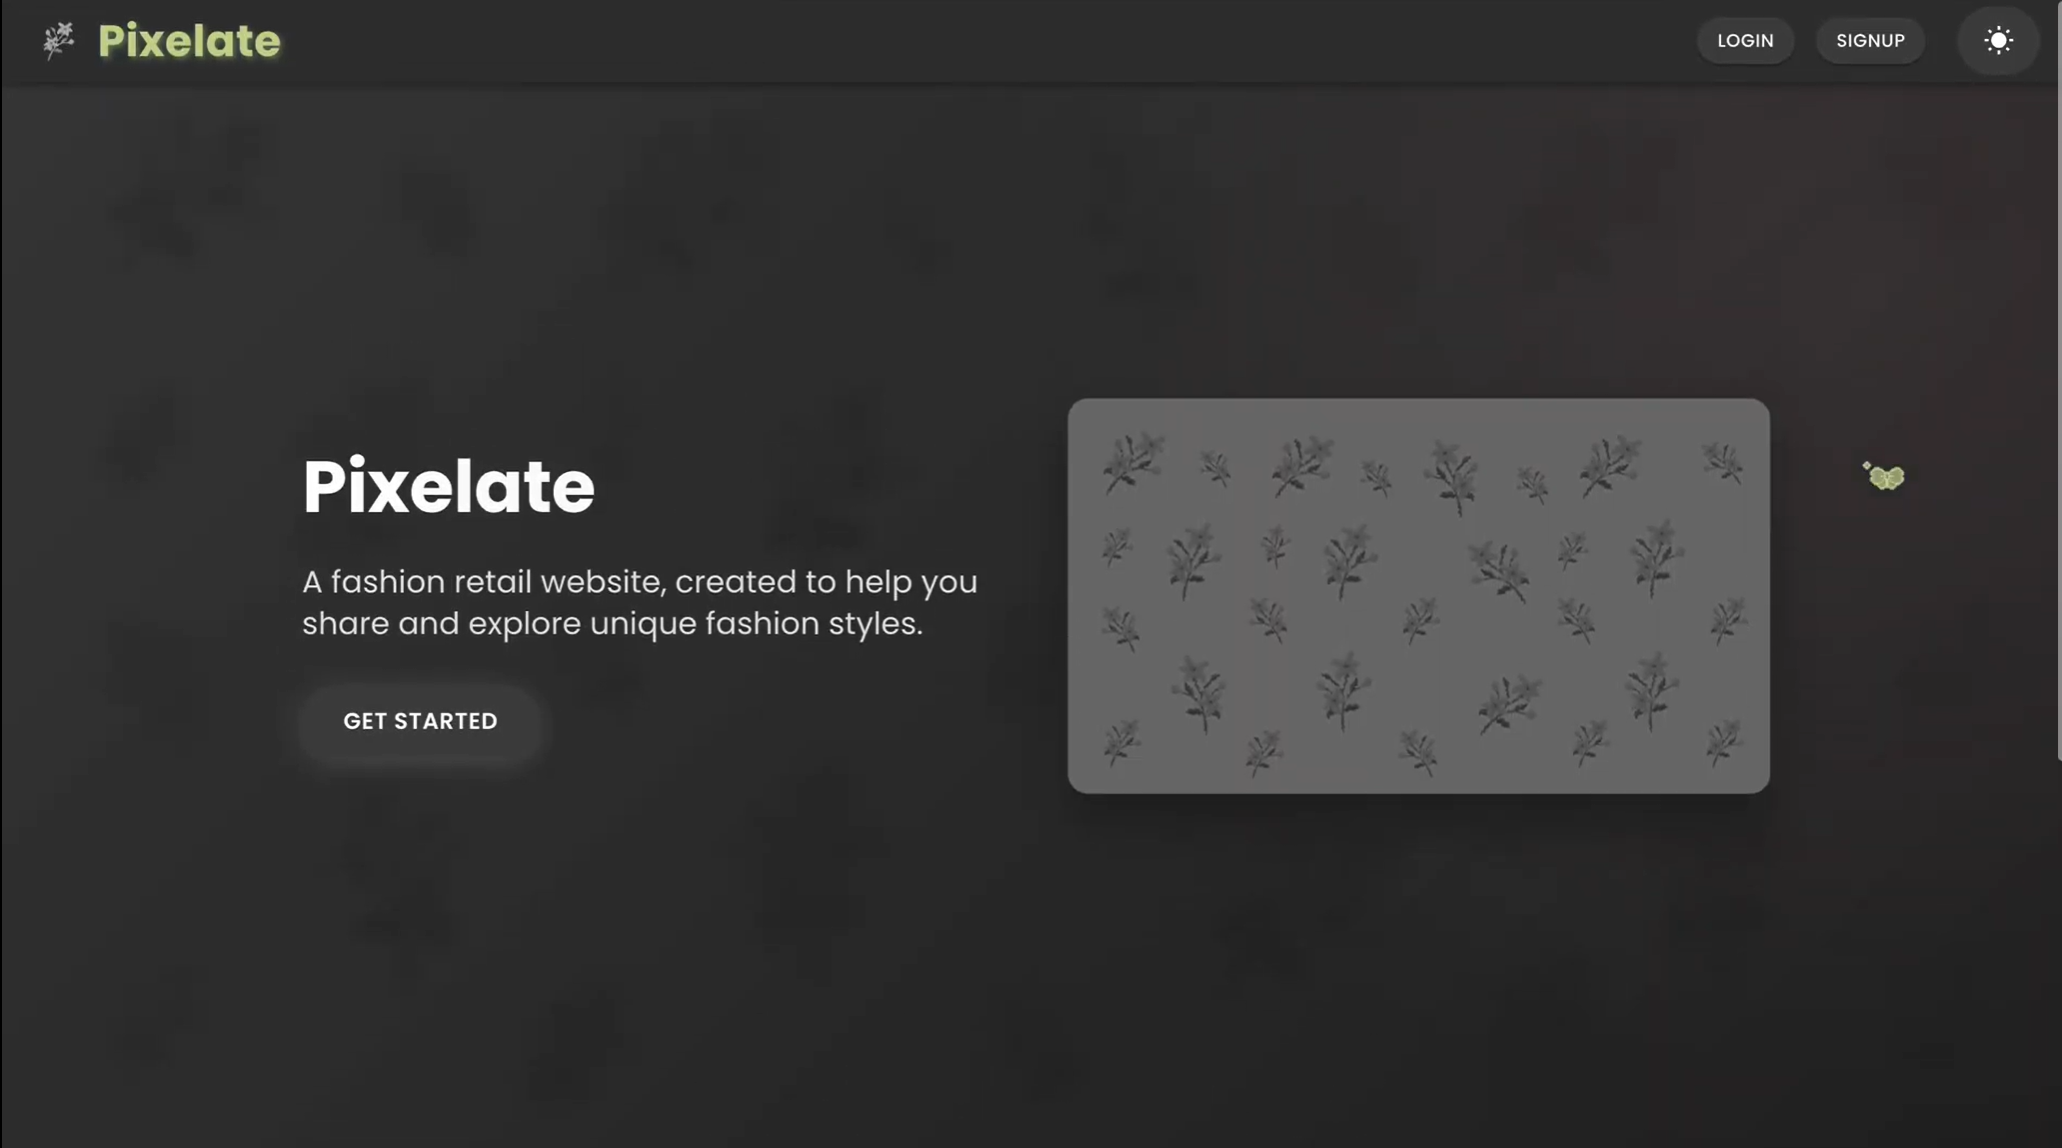 Pixelate
LOGIN
SIGNUP
Pixelate
A fashion retail website, created to help you
share and explore unique fashion styles.
GET STARTED